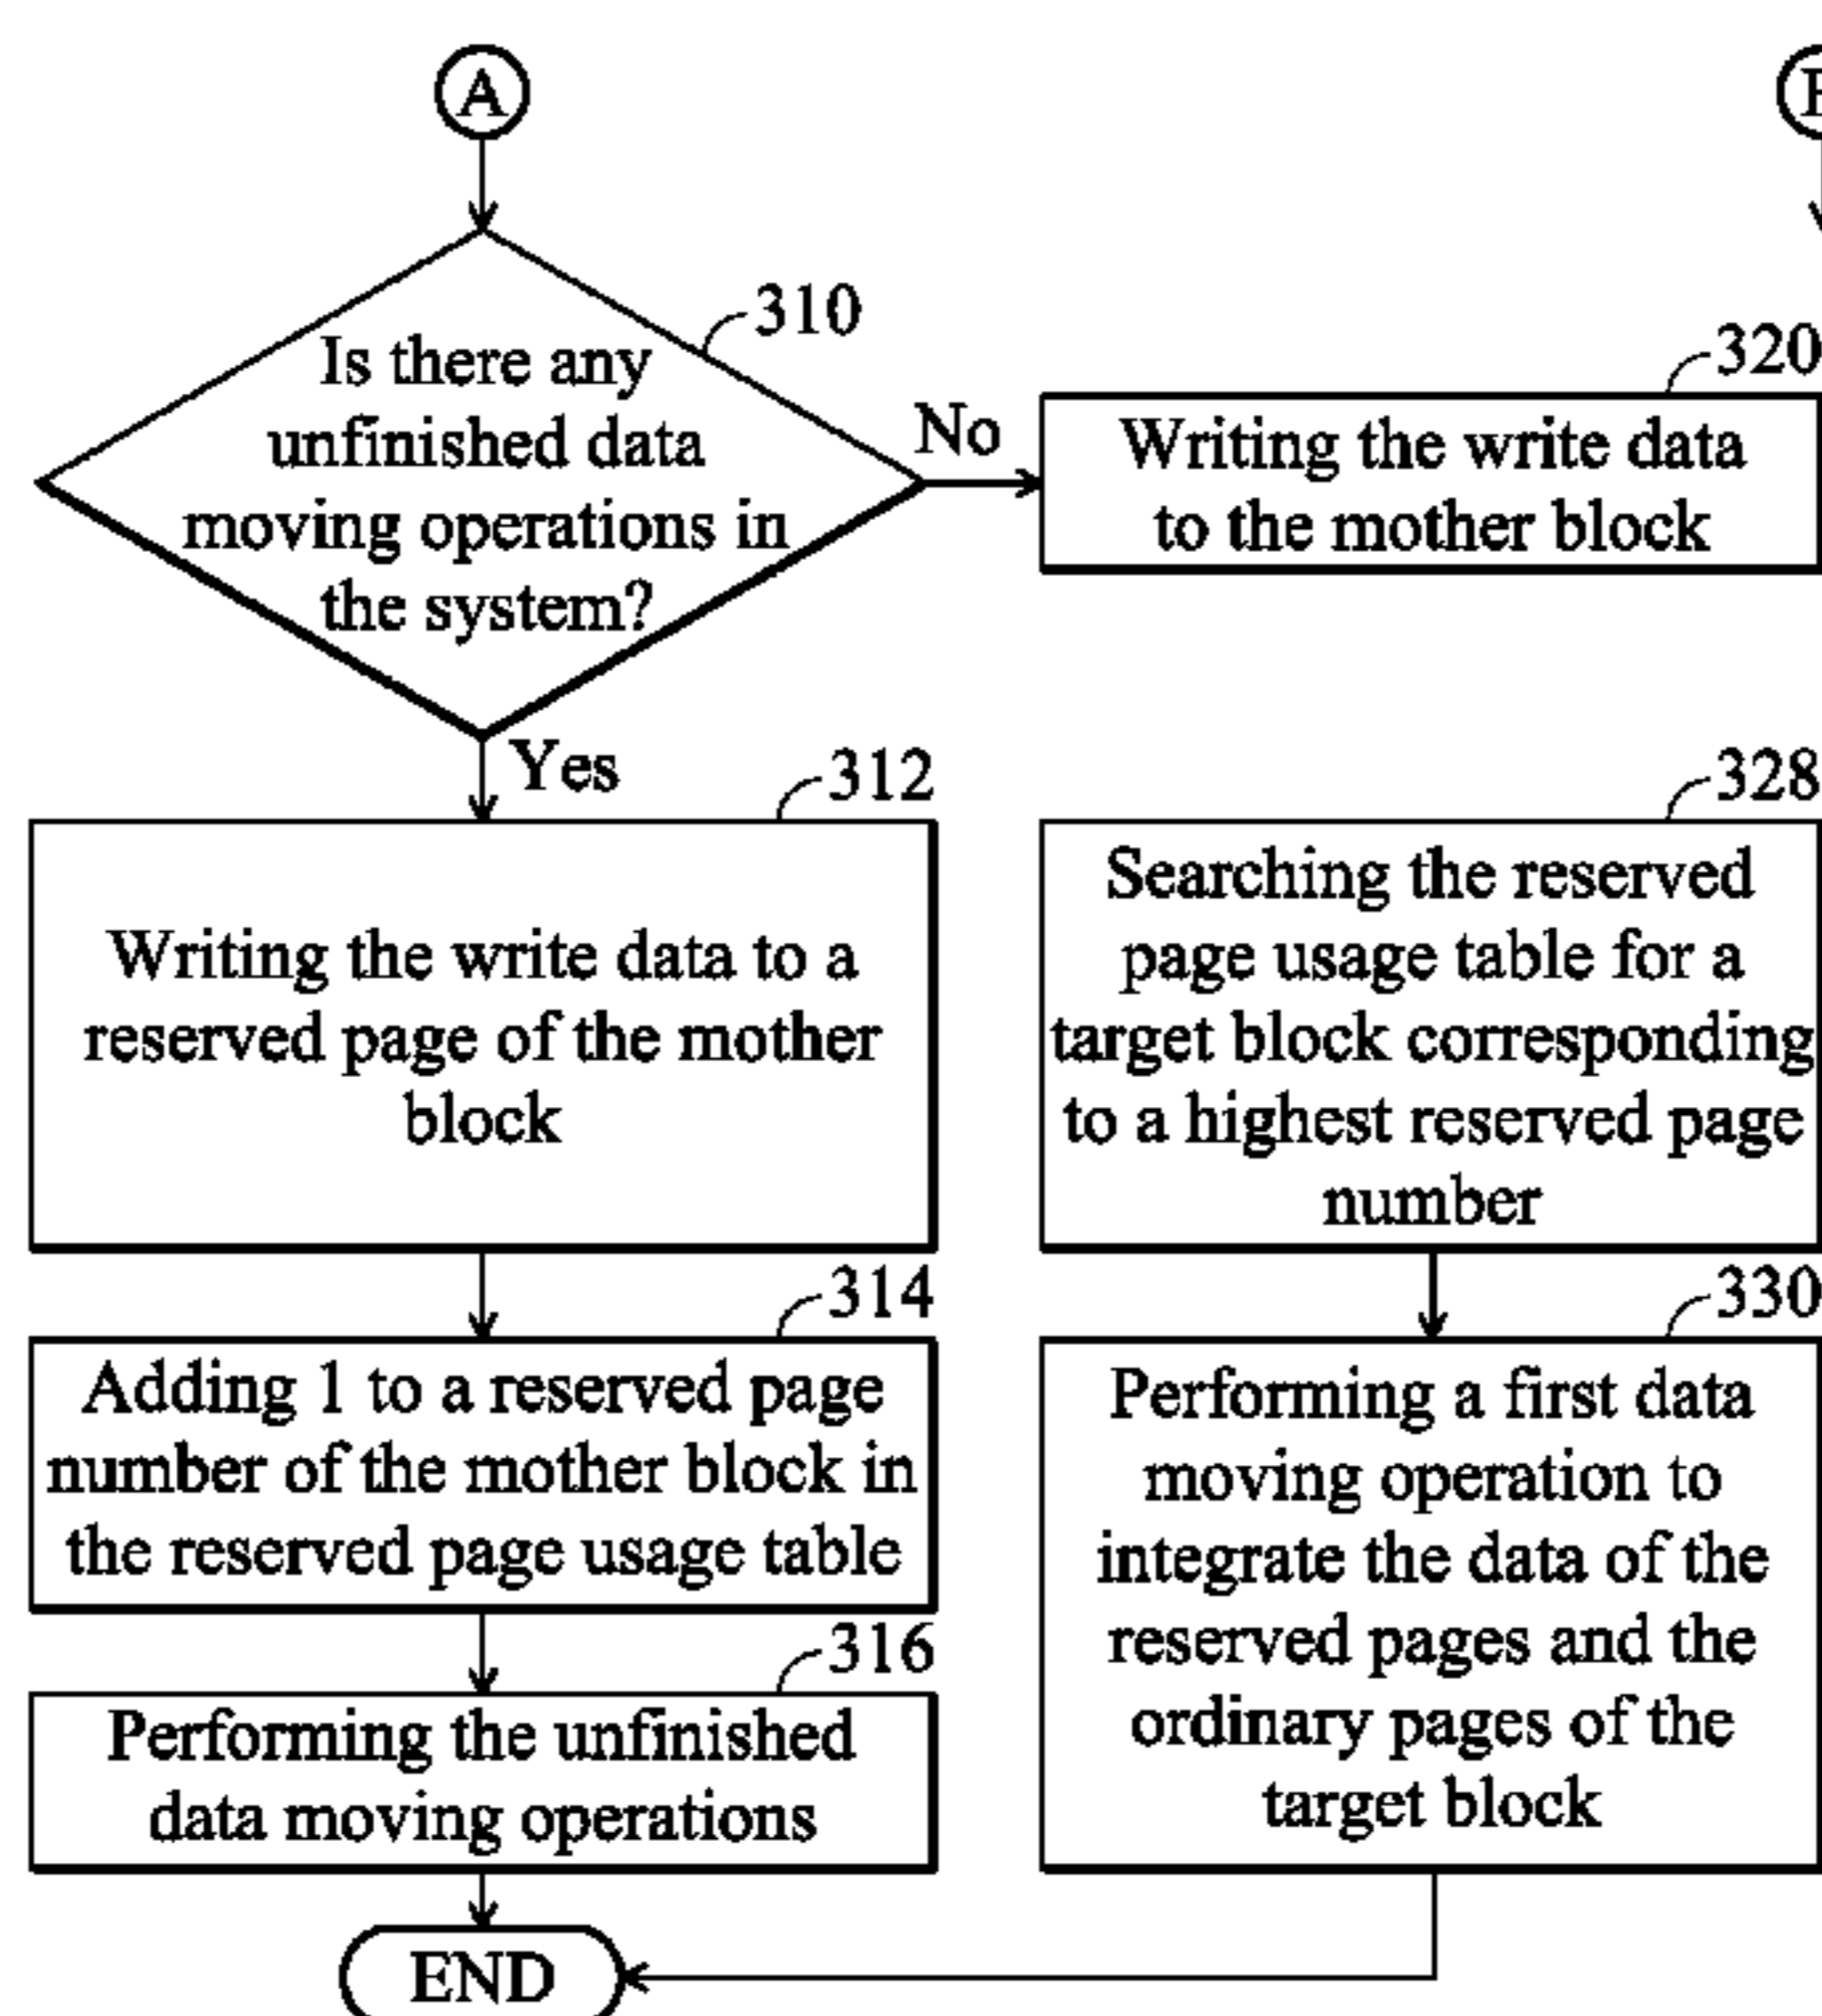 A
310
Is there any
unfinished data
moving operations in
the system?
No
Yes
320
Writing the write data
to the mother block
312
Writing the write data to a
reserved page of the mother
block
328
Searching the reserved
page usage table for a
target block corresponding
to a highest reserved page
number
314
Adding 1 to a reserved page
number of the mother block in
the reserved page usage table
330
Performing a first data
moving operation to
integrate the data of the
reserved pages and the
ordinary pages of the
target block
316
Performing the unfinished
data moving operations
END